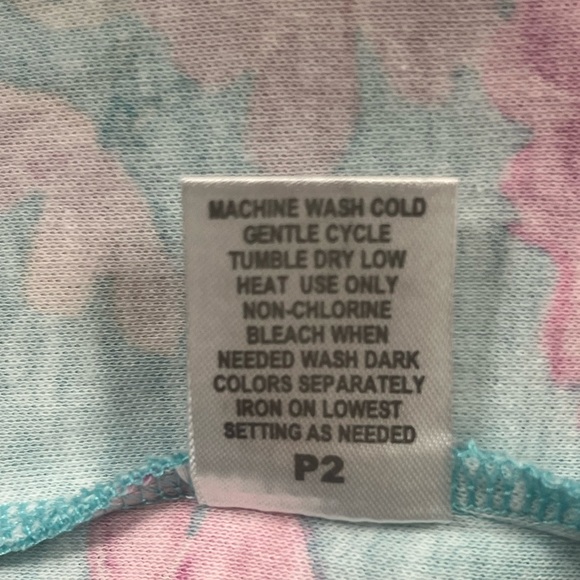 MACHINE WASH COLD
GENTLE CYCLE
TUMBLE DRY LOW
HEAT USE ONLY
NON-CHLORINE
BLEACH WHEN
NEEDED WASH DARK
COLORS SEPARATELY
IRON ON LOWEST
SETTING AS NEEDED
P2